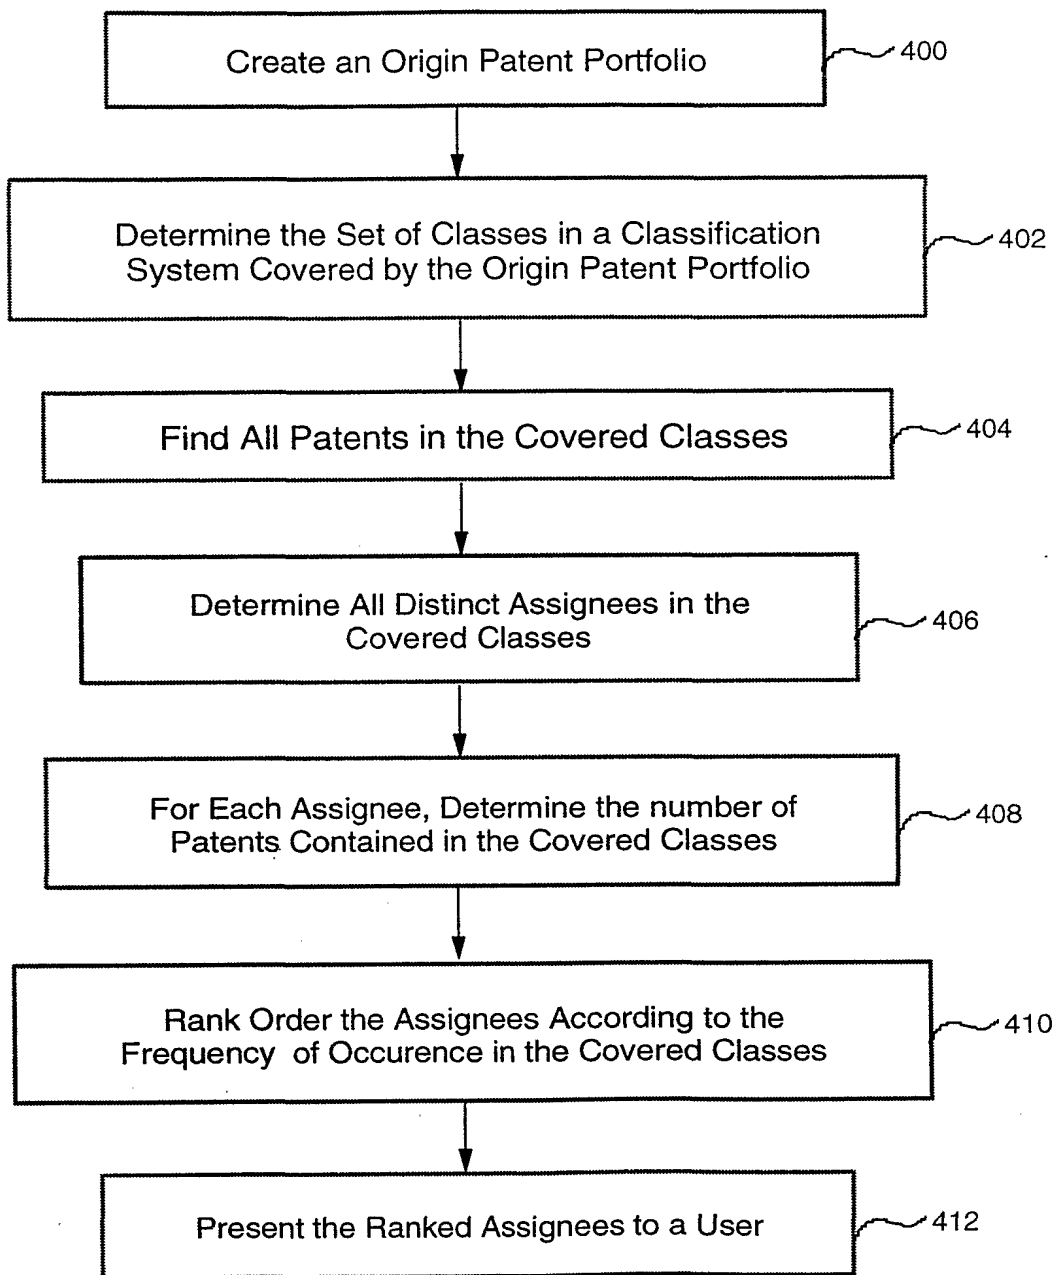 Create an Origin Patent Portfolio
400
Determine the Set of Classes in a Classification
System Covered by the Origin Patent Portfolio
402
Find All Patents in the Covered Classes
404
Determine All Distinct Assignees in the
Covered Classes
406
For Each Assignee, Determine the number of
Patents Contained in the Covered Classes
408
Rank Order the Assignees According to the
Frequency of Occurence in the Covered Classes
410
Present the Ranked Assignees to a User
412